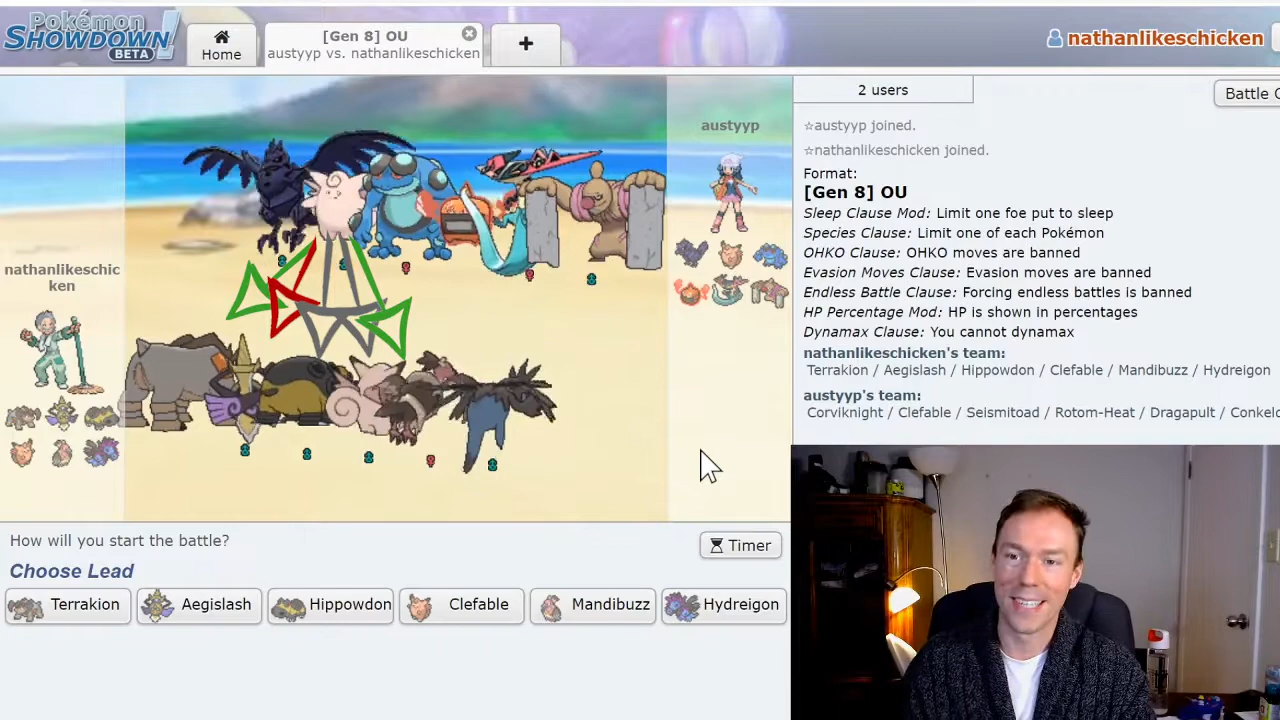 Pokémon
SHOWDOWN!
BETA
Home
[Gen 8] OU
austyyp vs. nathanlikeschicken
+
nathanlikeschicken
nathanlikeschic
ken
austyyp
2 users
Battle
☆austyyp joined.
☆nathanlikeschicken joined.
Format:
[Gen 8] OU
Sleep Clause Mod: Limit one foe put to sleep
Species Clause: Limit one of each Pokémon
OHKO Clause: OHKO moves are banned
Evasion Moves Clause: Evasion moves are banned
Endless Battle Clause: Forcing endless battles is banned
HP Percentage Mod: HP is shown in percentages
Dynamax Clause: You cannot dynamax
nathanlikeschicken's team:
Terrakion / Aegislash / Hippowdon / Clefable / Mandibuzz / Hydreigon
austyyp's team:
Corviknight / Clefable / Seismitoad / Rotom-Heat / Dragapult / Conkeld
How will you start the battle?
Timer
Choose Lead
Terrakion
Aegislash
Hippowdon
Clefable
Mandibuzz
Hydreigon